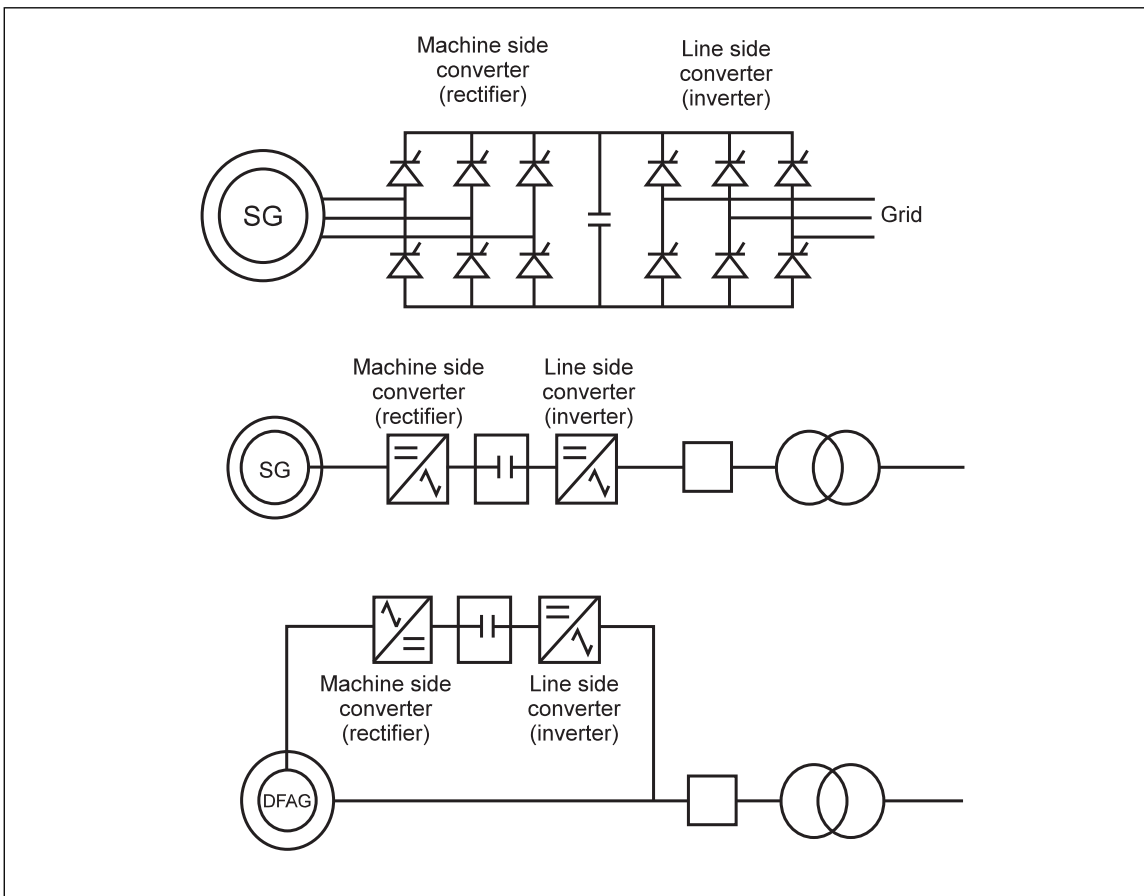 Machine side
converter
(rectifier)
Line side
converter
(inverter)
SG
Grid
Machine side
converter
(rectifier)
Line side
converter
(inverter)
SG
Machine side
converter
(rectifier)
Line side
converter
(inverter)
DFAG